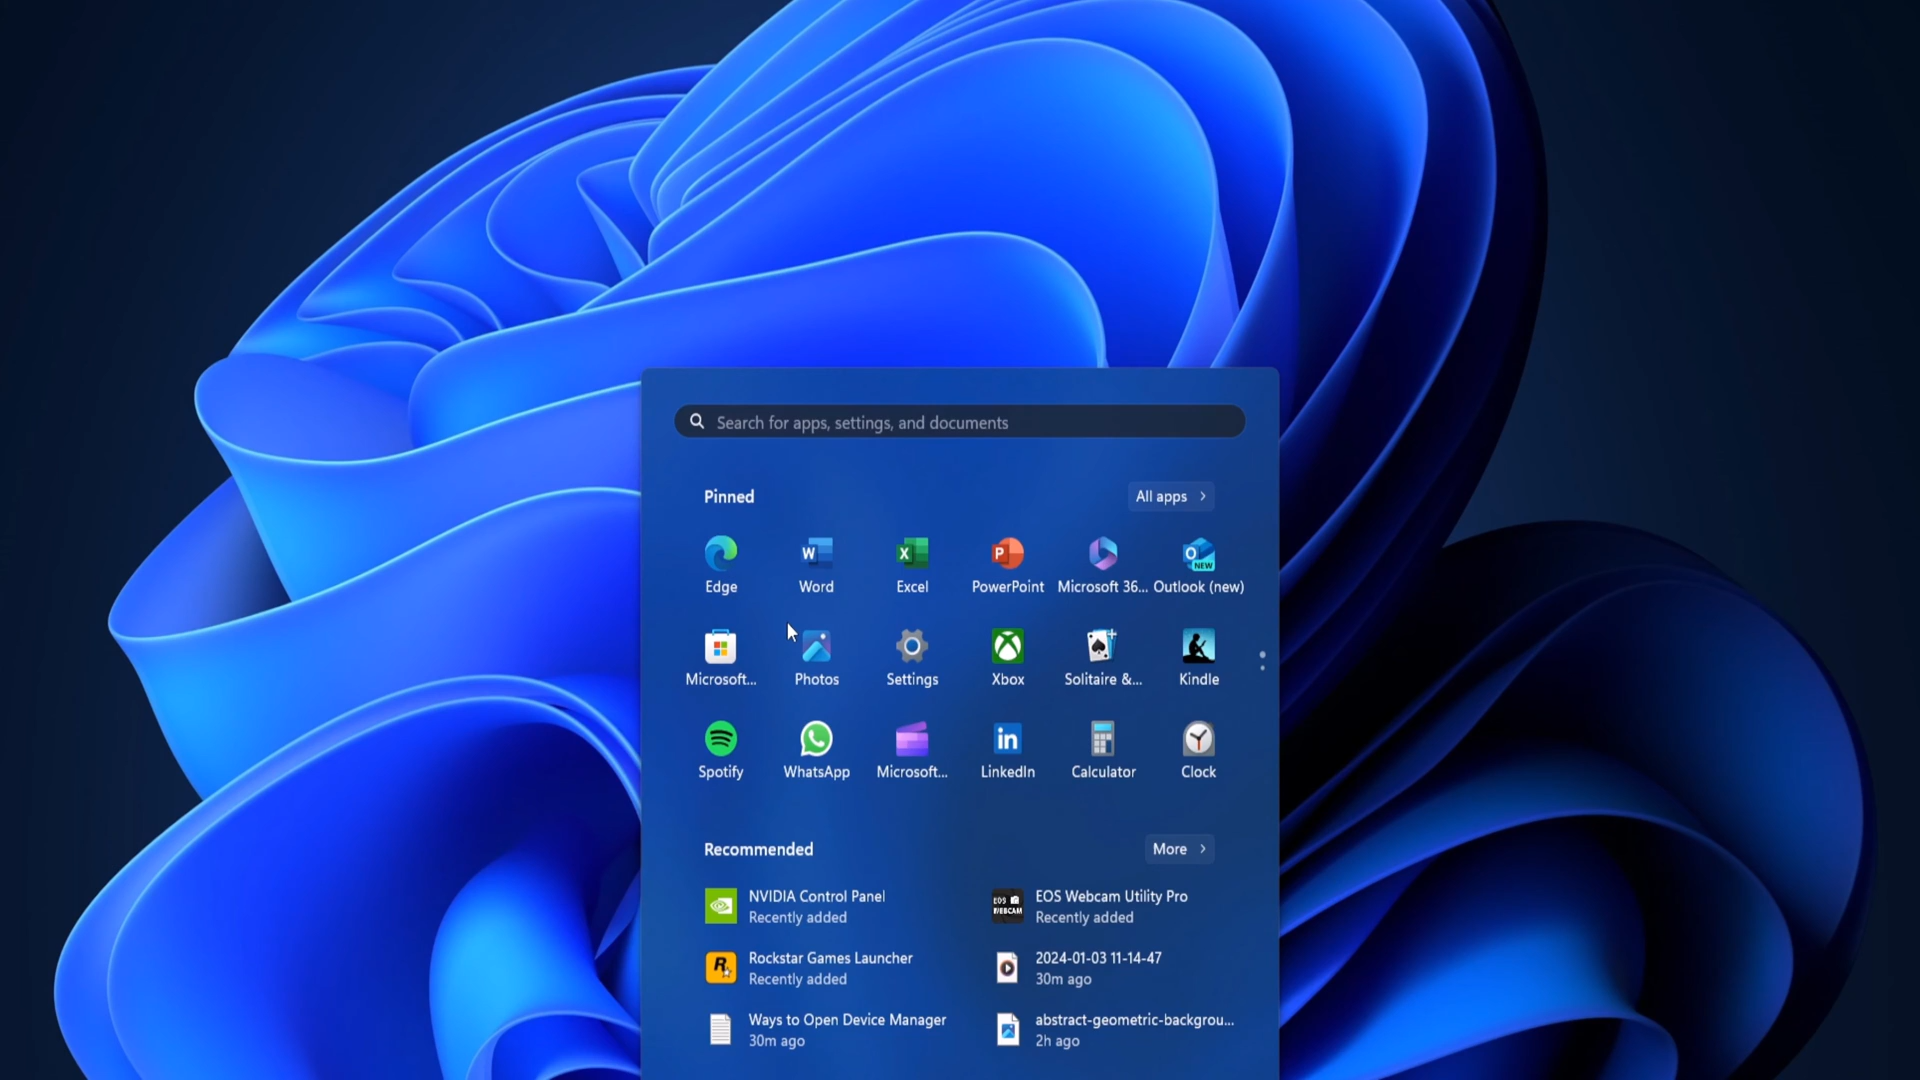 Search for apps, settings, and documents
Pinned
All apps
Edge
Word
Excel
PowerPoint
Microsoft 36...
Outlook (new)
Microsoft...
Photos
Settings
Xbox
Solitaire &...
Kindle
Spotify
WhatsApp
Microsoft...
LinkedIn
Calculator
Clock
Recommended
More
NVIDIA Control Panel
Recently added
EOS Webcam Utility Pro
Recently added
Rockstar Games Launcher
Recently added
2024-01-03 11-14-47
30m ago
Ways to Open Device Manager
30m ago
abstract-geometric-backgrou...
2h ago